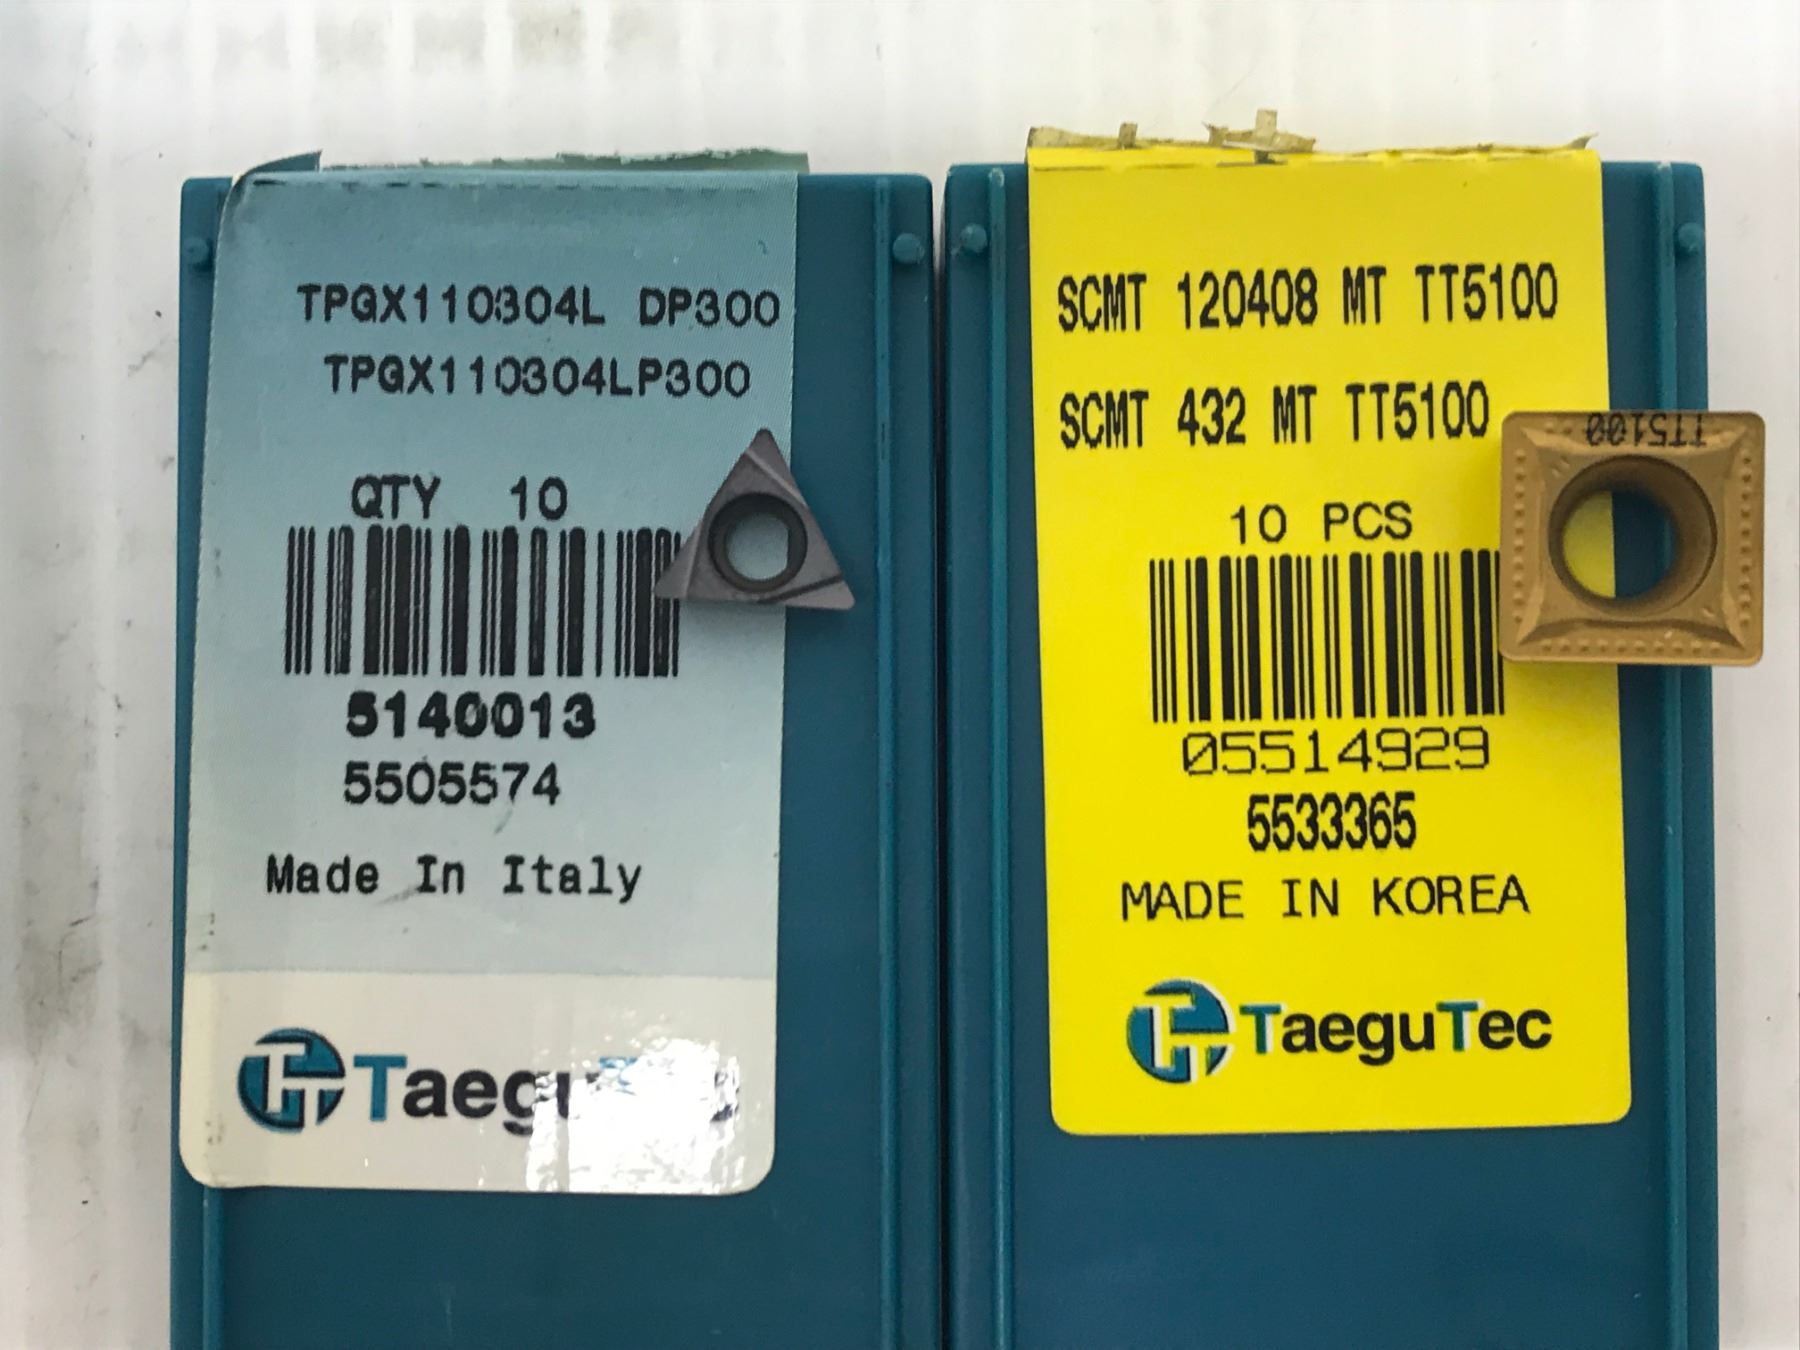 TPGX110304L DP300
TPGX110304LP300
QTY 10
5140013
5505574
Made In Italy
SCMT 120408 MT TT5100
SCMT 432 MT TT5100
10 PCS
05514929
5533365
MADE IN KOREA
TaeguTec
TT5100